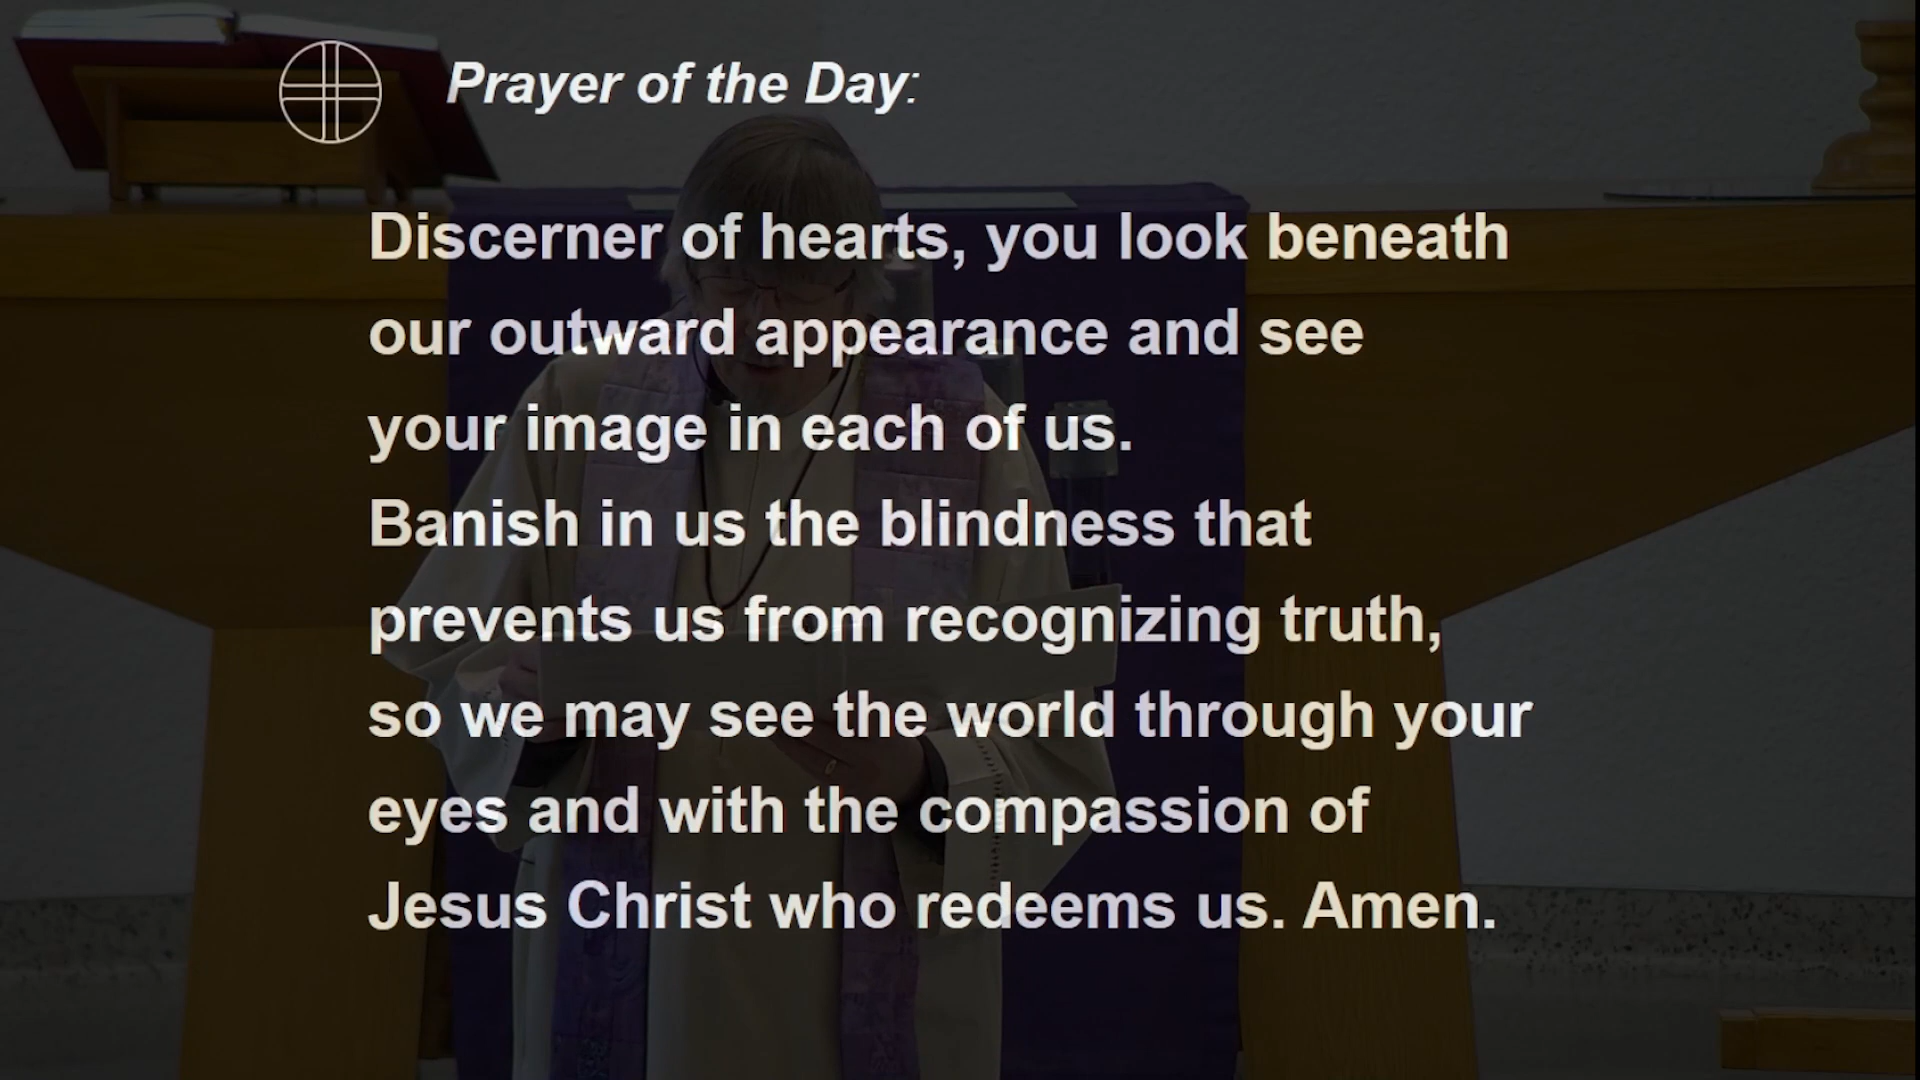 Prayer of the Day:
Discerner of hearts, you look beneath
our outward appearance and see
your image in each of us.
Banish in us the blindness that
prevents us from recognizing truth,
so we may see the world through your
eyes and with the compassion of
Jesus Christ who redeems us. Amen.